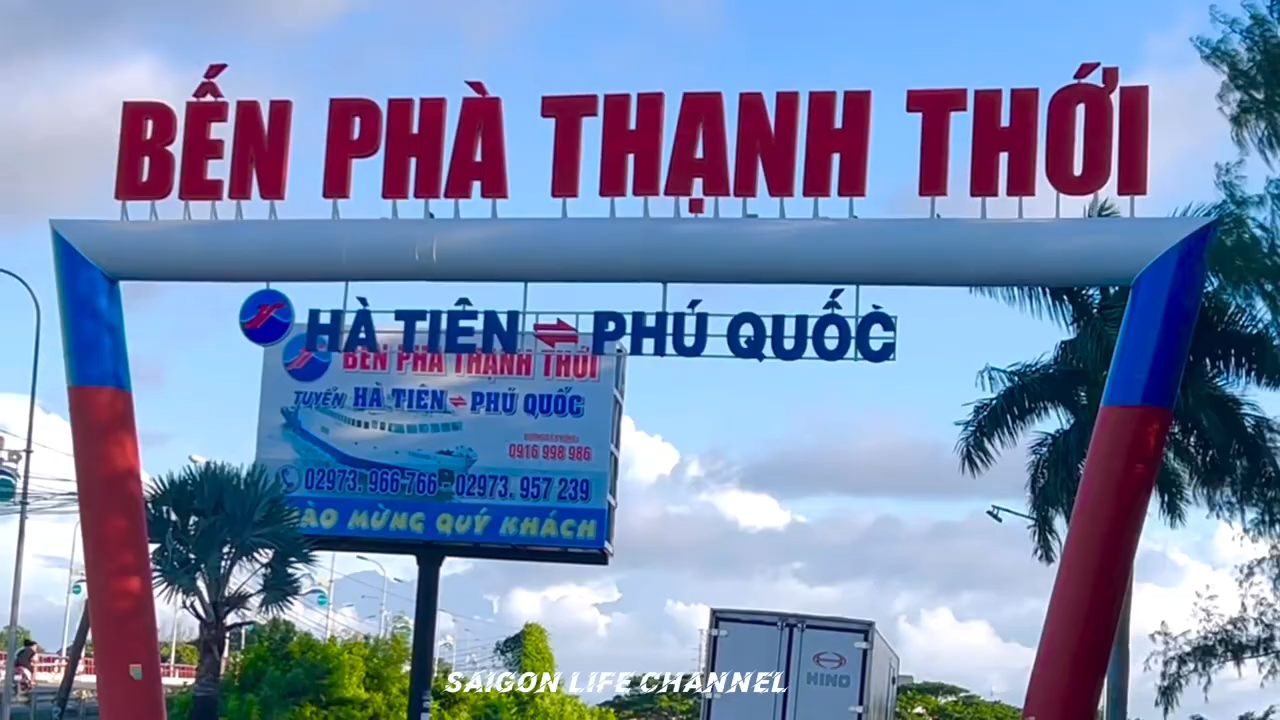 BẾN PHÀ THẠNH THỚI
HÀ TIÊN ⇌ PHÚ QUỐC
BẾN PHÀ THẠNH THỚI
TUYẾN HÀ TIÊN ⇌ PHÚ QUỐC
0916 998 986
02973. 966 766 - 02973. 957 239
CHÀO MỪNG QUÝ KHÁCH
HINO
SAIGON LIFE CHANNEL